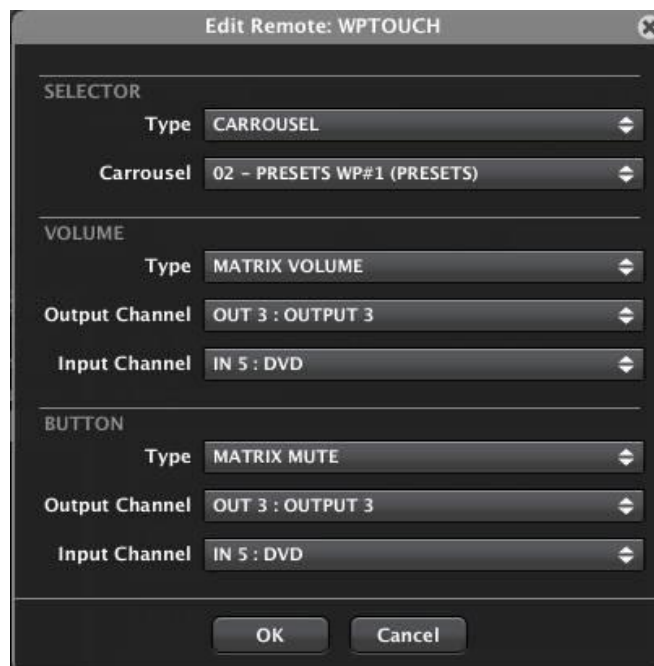 Edit Remote: WPTOUCH
SELECTOR
Type CARROUSEL
Carrousel 02 - PRESETS WP#1 (PRESETS)
VOLUME
Type MATRIX VOLUME
Output Channel OUT 3 : OUTPUT 3
Input Channel IN 5 : DVD
BUTTON
Type MATRIX MUTE
Output Channel OUT 3 : OUTPUT 3
Input Channel IN 5 : DVD
OK Cancel